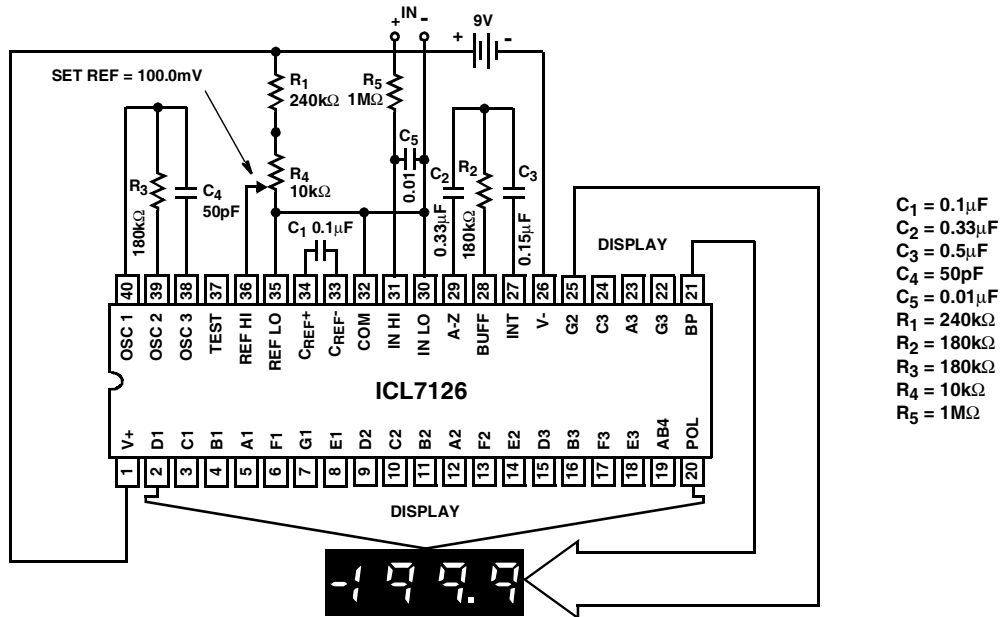 IN
+ -
9V
+ -
SET REF = 100.0mV
R1
240kΩ
R5
1MΩ
C5
0.01
R3
180kΩ
C4
50pF
R4
10kΩ
C1 0.1µF
C2
0.33µF
R2
180kΩ
C3
0.15µF
DISPLAY
40 39 38 37 36 35 34 33 32 31 30 29 28 27 26 25 24 23 22 21
OSC 1
OSC 2
OSC 3
TEST
REF HI
REF LO
CREF+
CREF-
COM
IN HI
IN LO
A-Z
BUFF
INT
V-
G2
C3
A3
G3
BP
ICL7126
V+
D1
C1
B1
A1
F1
G1
E1
D2
C2
B2
A2
F2
E2
D3
B3
F3
E3
AB4
POL
1 2 3 4 5 6 7 8 9 10 11 12 13 14 15 16 17 18 19 20
DISPLAY
-199.9
C1 = 0.1µF
C2 = 0.33µF
C3 = 0.5µF
C4 = 50pF
C5 = 0.01µF
R1 = 240kΩ
R2 = 180kΩ
R3 = 180kΩ
R4 = 10kΩ
R5 = 1MΩ